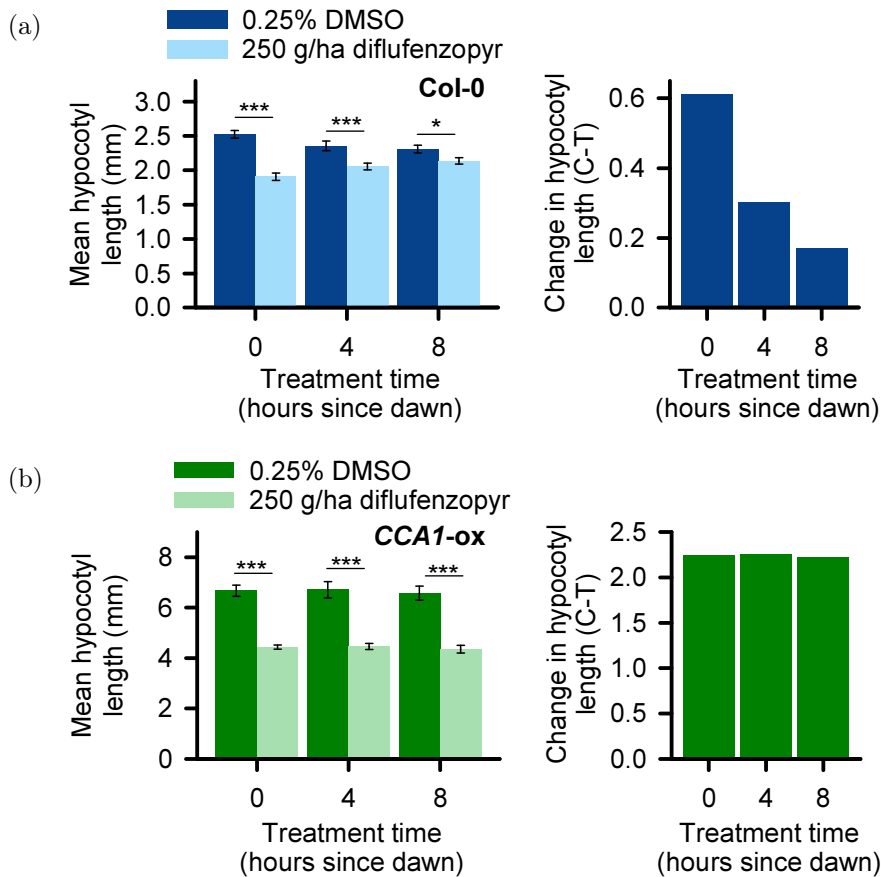 (a)
0.25% DMSO
250 g/ha diflufenzopyr
Col-0
Mean hypocotyl
length (mm)
3.0
2.5
2.0
1.5
1.0
0.5
0.0
***
***
*
0 4 8
Treatment time
(hours since dawn)
Change in hypocotyl
length (C-T)
0.6
0.4
0.2
0.0
0 4 8
Treatment time
(hours since dawn)
(b)
0.25% DMSO
250 g/ha diflufenzopyr
CCA1-ox
Mean hypocotyl
length (mm)
8
6
4
2
0
***
***
***
0 4 8
Treatment time
(hours since dawn)
Change in hypocotyl
length (C-T)
2.5
2.0
1.5
1.0
0.5
0.0
0 4 8
Treatment time
(hours since dawn)